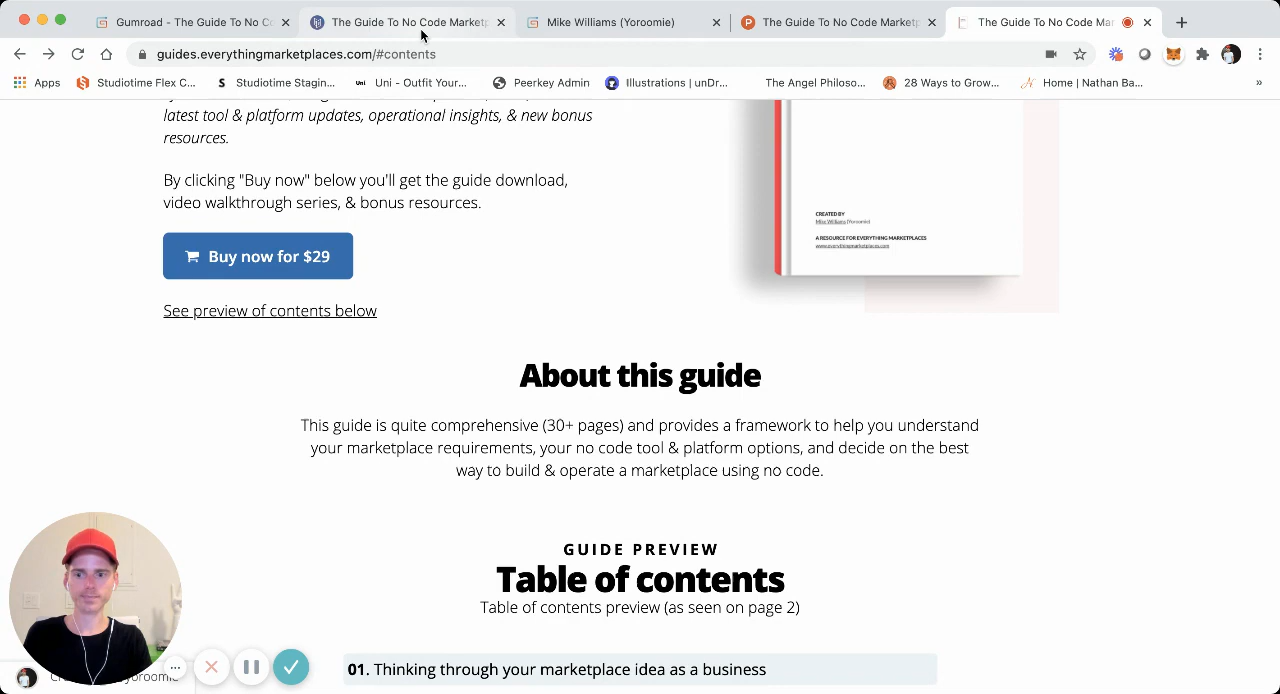 Gumroad - The Guide To No C
The Guide To No Code Marketp
Mike Williams (Yoroomie)
The Guide To No Code Marketp
The Guide To No Code Mar
guides.everythingmarketplaces.com/#contents
Apps
Studiotime Flex C...
Studiotime Stagin...
Uni - Outfit Your...
Peerkey Admin
Illustrations | unDr...
The Angel Philoso...
28 Ways to Grow...
Home | Nathan Ba...
»
latest tool & platform updates, operational insights, & new bonus
resources.
By clicking "Buy now" below you'll get the guide download,
video walkthrough series, & bonus resources.
Buy now for $29
See preview of contents below
CREATED BY
Mike Williams (Yoroomie)
A RESOURCE FOR EVERYTHING MARKETPLACES
www.everythingmarketplaces.com
About this guide
This guide is quite comprehensive (30+ pages) and provides a framework to help you understand
your marketplace requirements, your no code tool & platform options, and decide on the best
way to build & operate a marketplace using no code.
GUIDE PREVIEW
Table of contents
Table of contents preview (as seen on page 2)
01. Thinking through your marketplace idea as a business